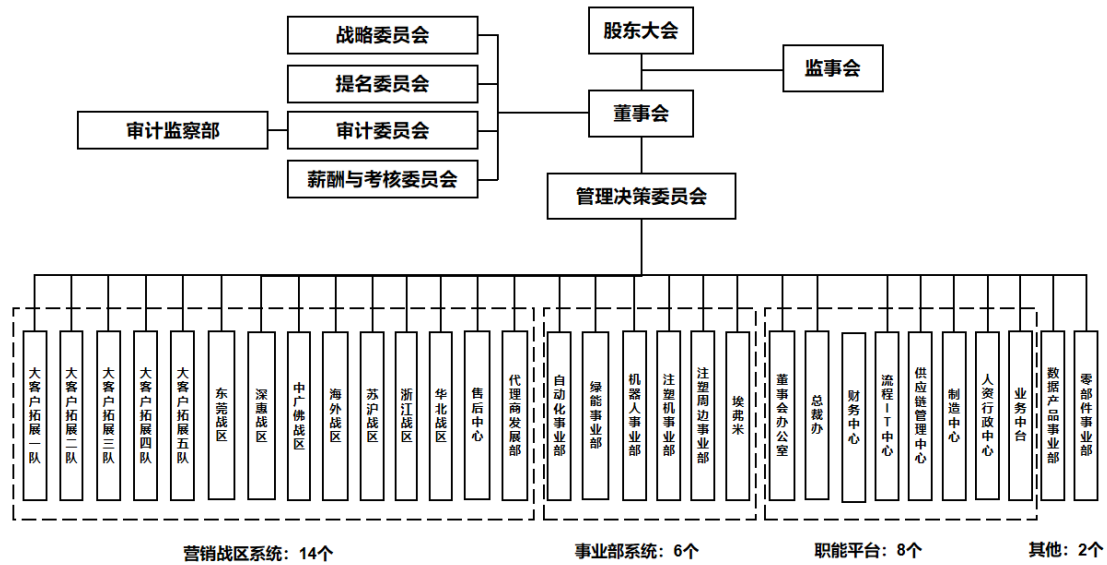 战略委员会
股东大会
监事会
提名委员会
董事会
审计监察部
审计委员会
薪酬与考核委员会
管理决策委员会
大客户拓展一队
大客户拓展二队
大客户拓展三队
大客户拓展四队
大客户拓展五队
东莞战区
深惠战区
中广佛战区
海外战区
苏沪战区
浙江战区
华北战区
售后中心
代理商发展部
自动化事业部
绿能事业部
机器人事业部
注塑机事业部
注塑周边事业部
埃弗米
董事会办公室
总裁办
财务中心
流程IT中心
供应链管理中心
制造中心
人资行政中心
业务中台
数据产品事业部
零部件事业部
营销战区系统：14个
事业部系统：6个
职能平台：8个
其他：2个